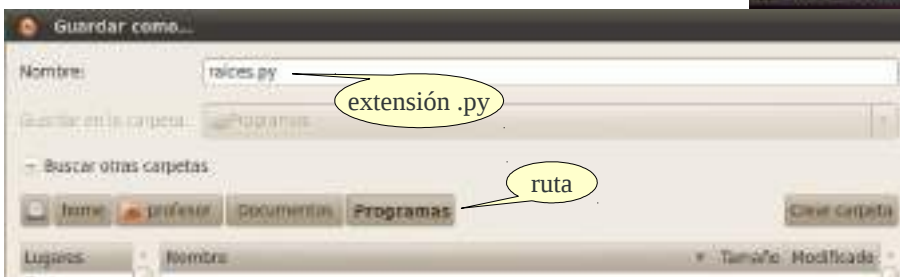 Guardar como...
Nombre: raices.py
extensión .py
Guardar en la carpeta: Programas
Buscar otras carpetas
ruta
home profesor Documentos Programas Crear carpeta
Lugares Nombre Tamaño Modificado